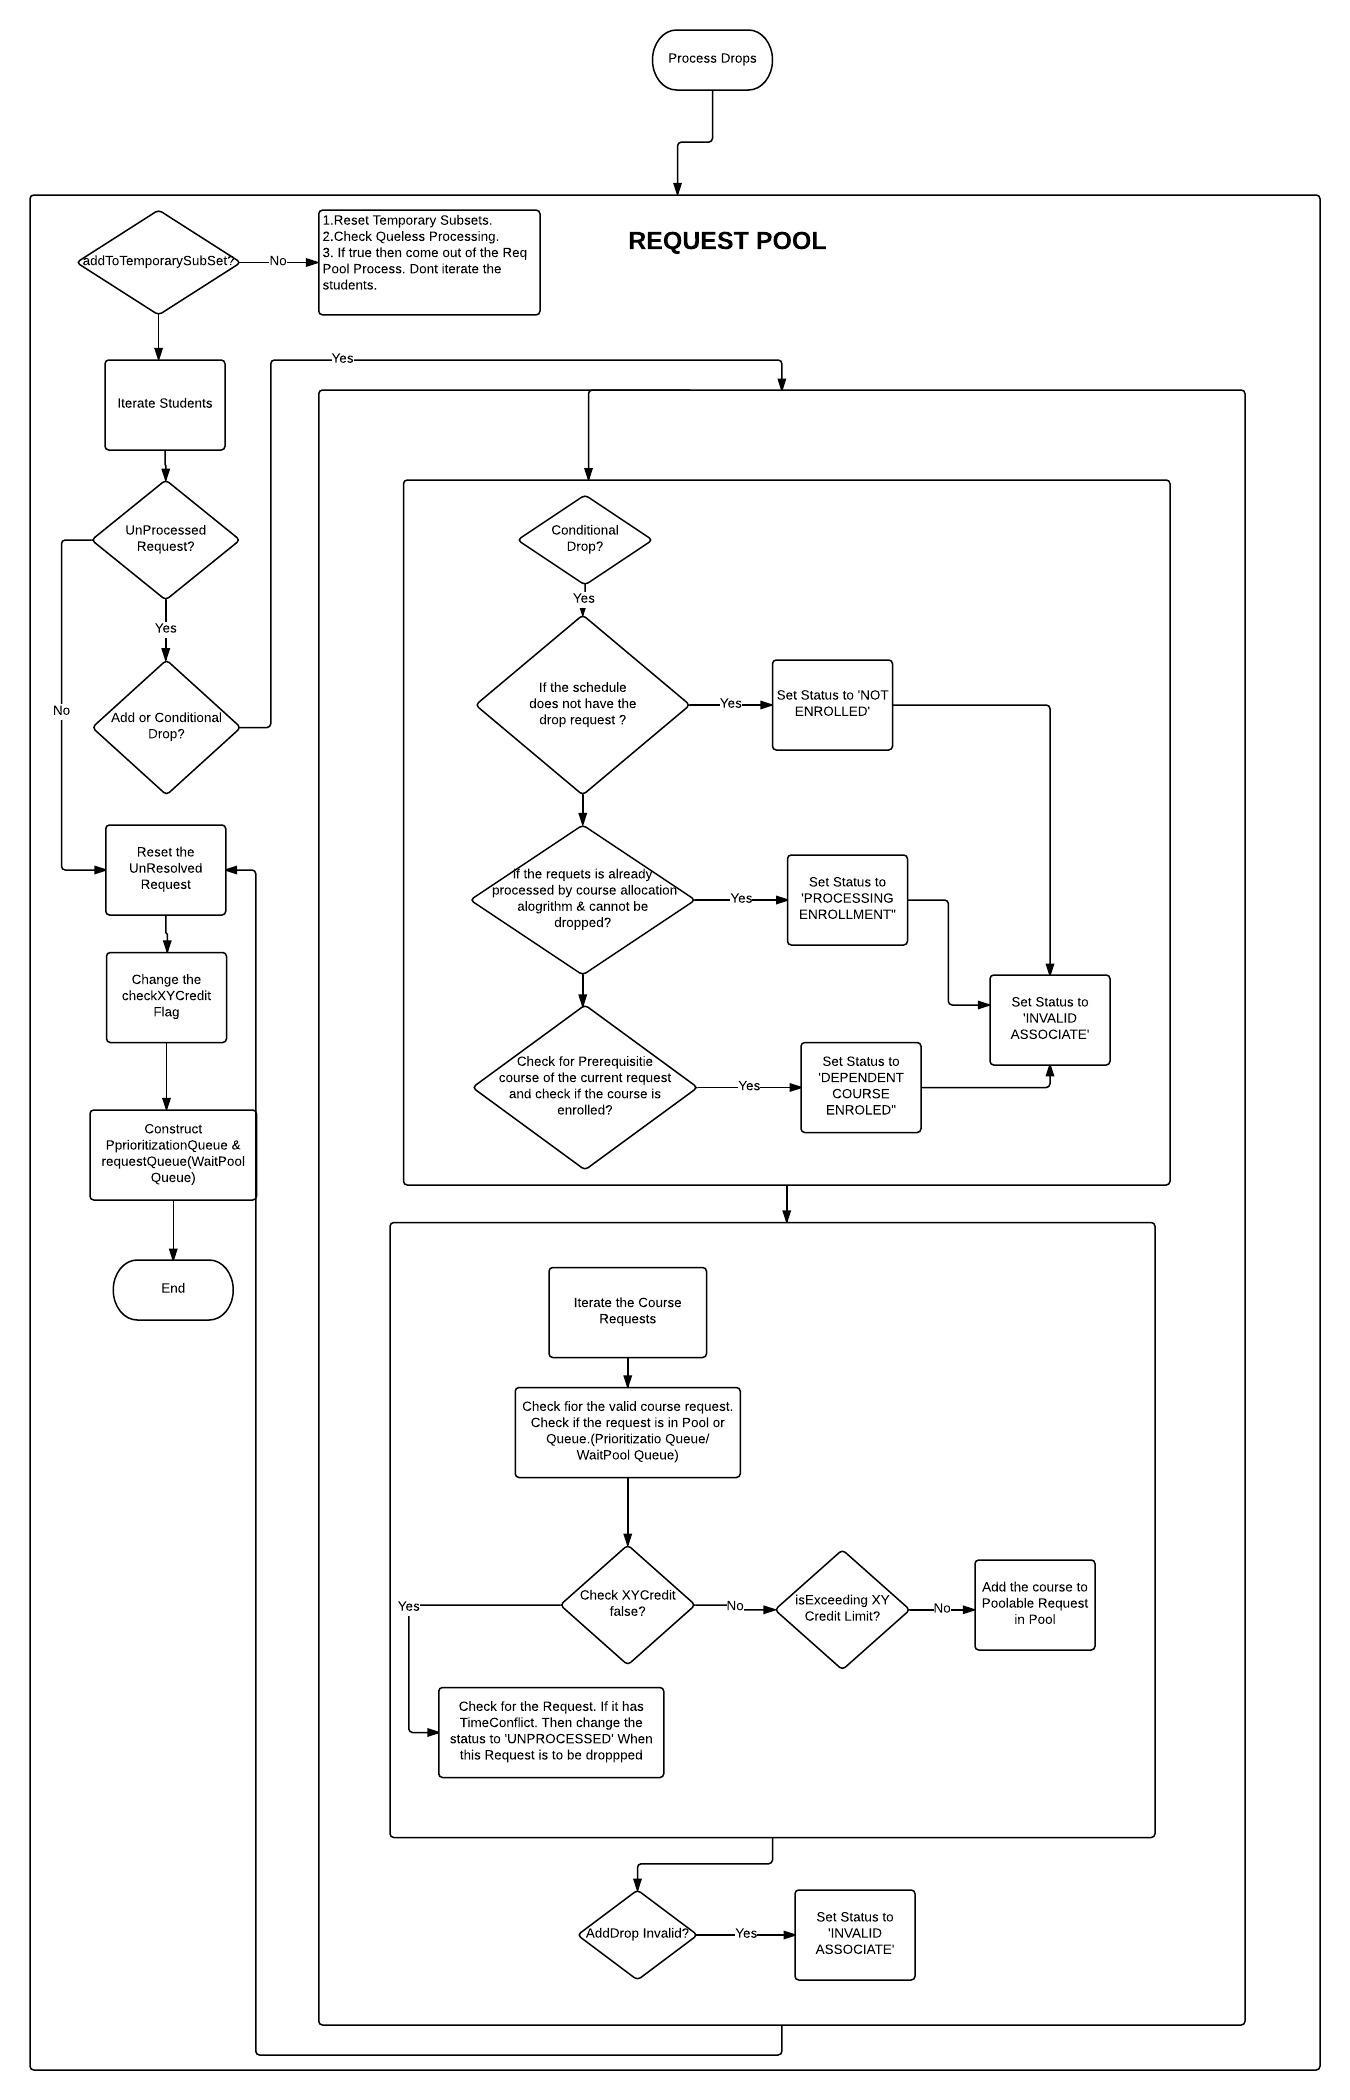 Process Drops
REQUEST POOL
addToTemporarySubSet?
No
1.Reset Temporary Subsets.
2.Check Queless Processing.
3. If true then come out of the Req
Pool Process. Dont iterate the
students.
Iterate Students
UnProcessed
Request?
Yes
No
Add or Conditional
Drop?
Yes
Reset the
UnResolved
Request
Change the
checkXYCredit
Flag
Construct
PprioritizationQueue &
requestQueue(WaitPool
Queue)
End
Conditional
Drop?
Yes
If the schedule
does not have the
drop request ?
Yes
Set Status to 'NOT
ENROLLED'
If the requets is already
processed by course allocation
alogrithm & cannot be
dropped?
Yes
Set Status to
'PROCESSING
ENROLLMENT"
Check for Prerequisitie
course of the current request
and check if the course is
enrolled?
Yes
Set Status to
'DEPENDENT
COURSE
ENROLED"
Set Status to
'INVALID
ASSOCIATE'
Iterate the Course
Requests
Check fior the valid course request.
Check if the request is in Pool or
Queue.(Prioritizatio Queue/
WaitPool Queue)
Check XYCredit
false?
Yes
No
isExceeding XY
Credit Limit?
No
Add the course to
Poolable Request
in Pool
Check for the Request. If it has
TimeConflict. Then change the
status to 'UNPROCESSED' When
this Request is to be droppped
AddDrop Invalid?
Yes
Set Status to
'INVALID
ASSOCIATE'